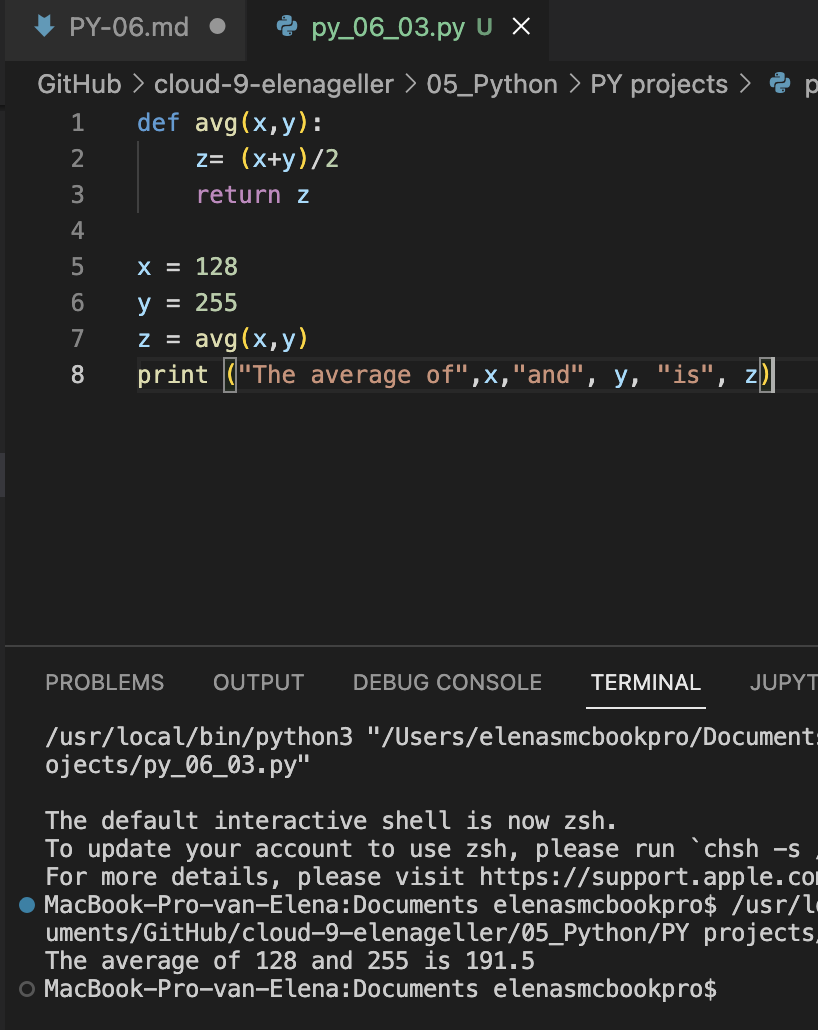 PY-06.md
py_06_03.py U
GitHub > cloud-9-elenageller > 05_Python > PY projects >
1 def avg(x,y):
2     z= (x+y)/2
3     return z
4
5 x = 128
6 y = 255
7 z = avg(x,y)
8 print ("The average of",x,"and", y, "is", z)
PROBLEMS OUTPUT DEBUG CONSOLE TERMINAL JUPYT
/usr/local/bin/python3 "/Users/elenasmcbookpro/Documents
ojects/py_06_03.py"
The default interactive shell is now zsh.
To update your account to use zsh, please run `chsh -s /
For more details, please visit https://support.apple.co
MacBook-Pro-van-Elena:Documents elenasmcbookpro$ /usr/l
uments/GitHub/cloud-9-elenageller/05_Python/PY projects/
The average of 128 and 255 is 191.5
MacBook-Pro-van-Elena:Documents elenasmcbookpro$